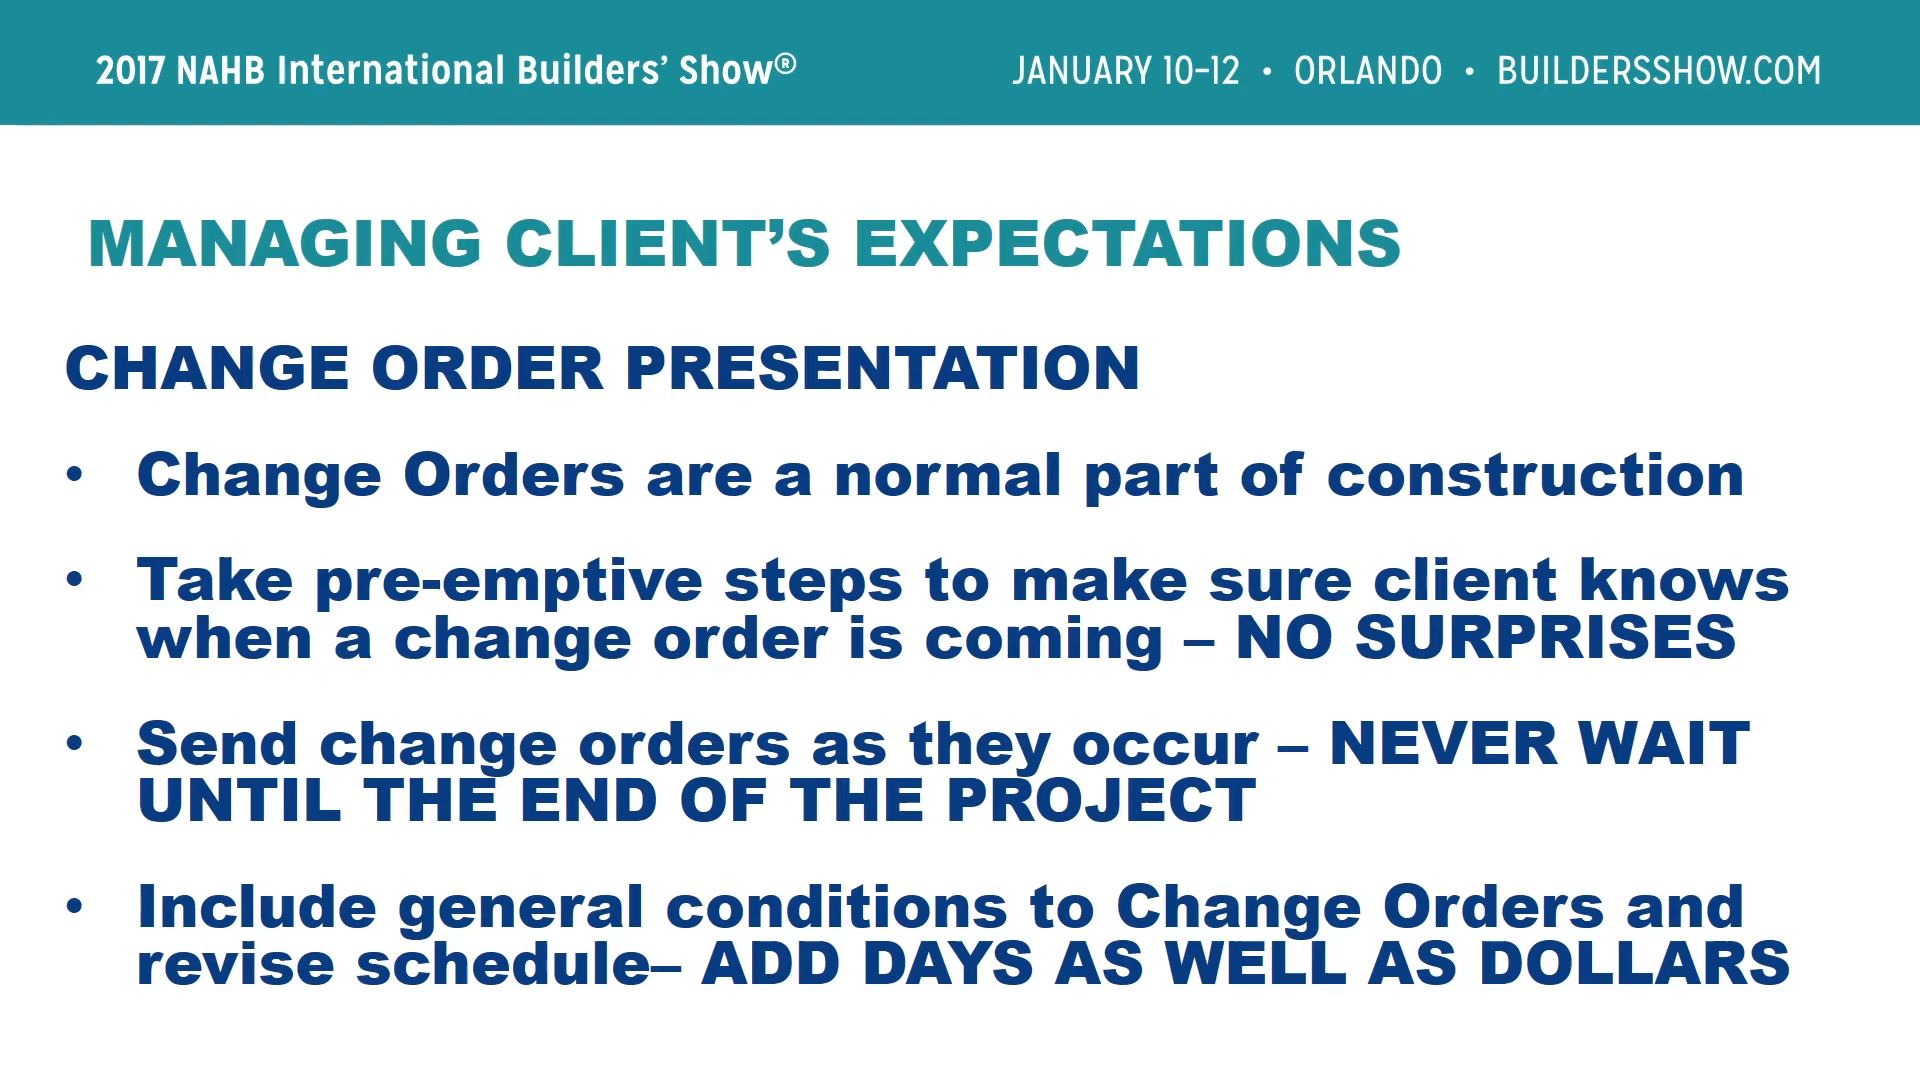 2017 NAHB International Builders’ Show®
JANUARY 10–12 • ORLANDO • BUILDERSSHOW.COM
MANAGING CLIENT’S EXPECTATIONS
CHANGE ORDER PRESENTATION
• Change Orders are a normal part of construction
• Take pre-emptive steps to make sure client knows
when a change order is coming – NO SURPRISES
• Send change orders as they occur – NEVER WAIT
UNTIL THE END OF THE PROJECT
• Include general conditions to Change Orders and
revise schedule– ADD DAYS AS WELL AS DOLLARS